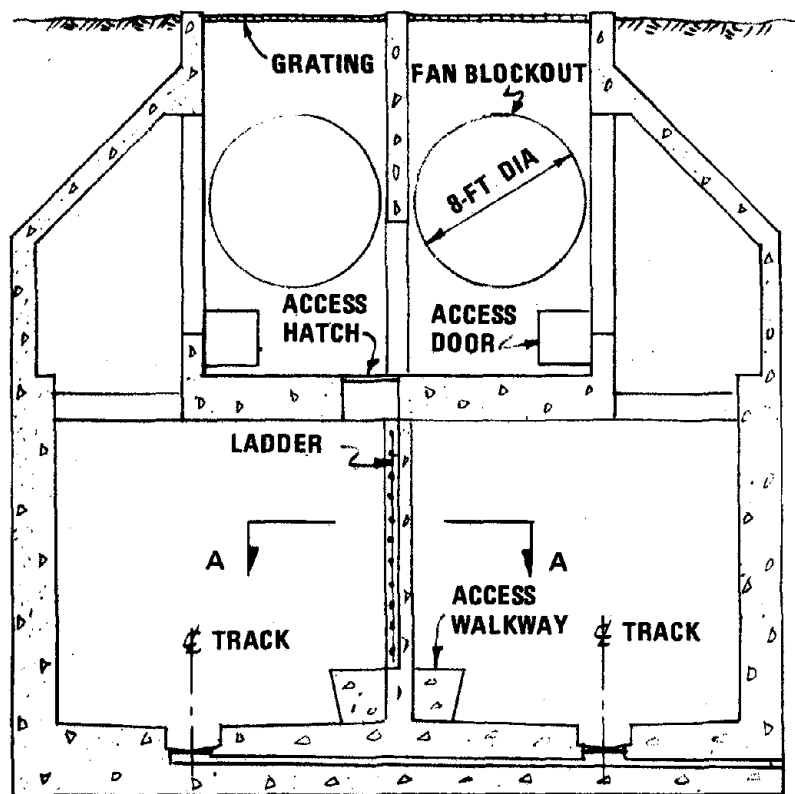 GRATING
FAN BLOCKOUT
8-FT DIA
ACCESS
HATCH
ACCESS
DOOR
LADDER
A
A
ACCESS
WALKWAY
℄ TRACK
℄ TRACK